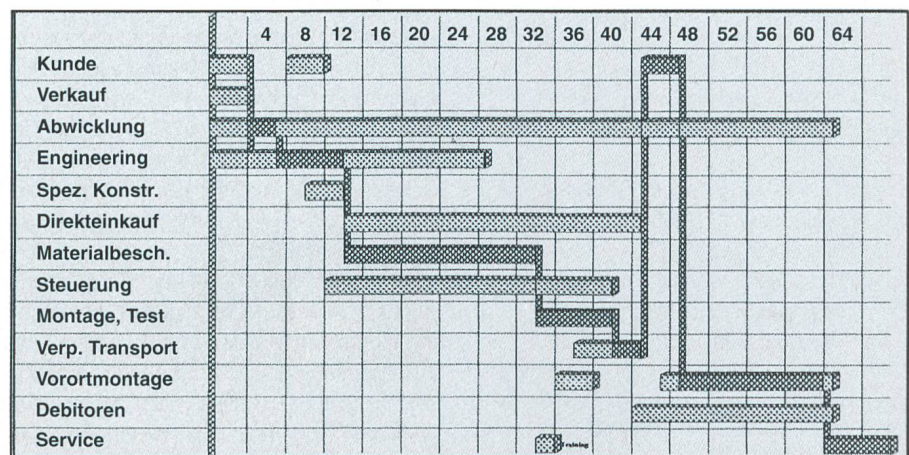 4 8 12 16 20 24 28 32 36 40 44 48 52 56 60 64
Kunde
Verkauf
Abwicklung
Engineering
Spez. Konstr.
Direkteinkauf
Materialbesch.
Steuerung
Montage, Test
Verp. Transport
Vorortmontage
Debitoren
Service
Training